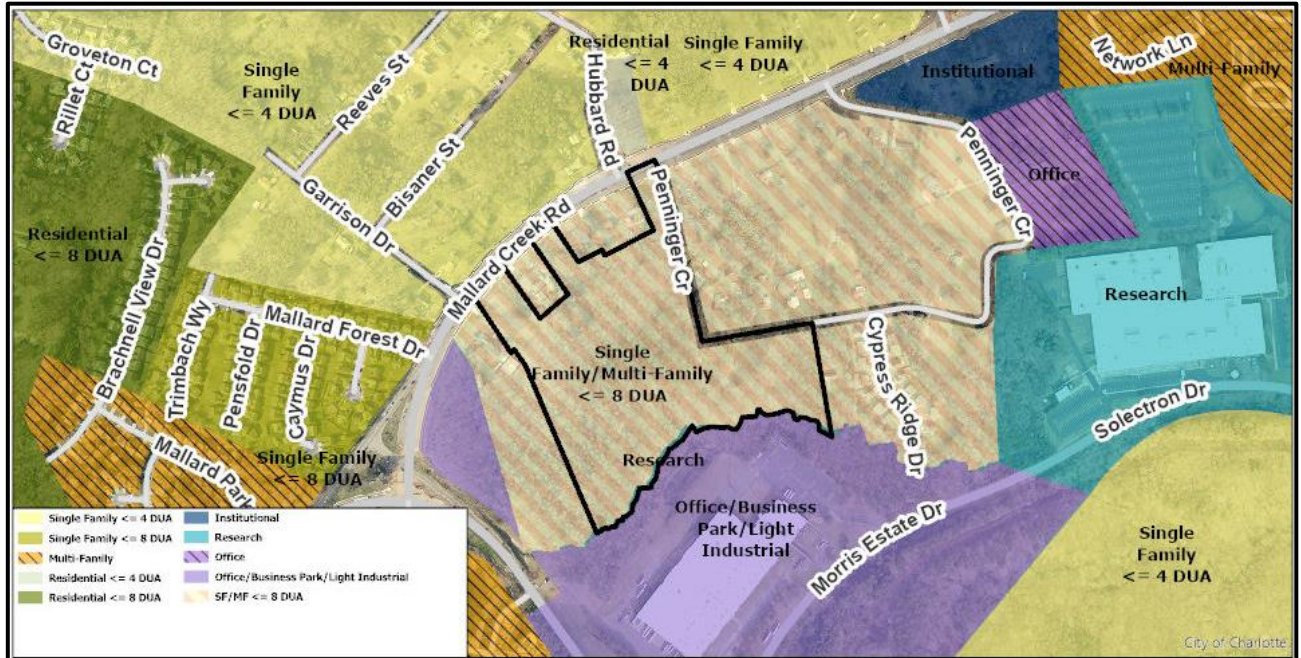 Groveton Ct
Rillet Ct
Single
Family
<= 4 DUA
Reeves St
Bisaner St
Residential
<= 4
DUA
Single Family
<= 4 DUA
Hubbard Rd
Institutional
Network Ln
Multi-Family
Penninger Cr
Office
Garrison Dr
Mallard Creek Rd
Penninger Cr
Residential
<= 8 DUA
Brachnell View Dr
Trimbach Wy
Pensfold Dr
Caymus Dr
Mallard Forest Dr
Research
Single
Family/Multi-Family
<= 8 DUA
Cypress Ridge Dr
Solectron Dr
Mallard Park
Single Family
<= 8 DUA
Research
Office/Business
Park/Light
Industrial
Morris Estate Dr
Single
Family
<= 4 DUA
Single Family <= 4 DUA
Single Family <= 8 DUA
Multi-Family
Residential <= 4 DUA
Residential <= 8 DUA
Institutional
Research
Office
Office/Business Park/Light Industrial
SF/MF <= 8 DUA
City of Charlotte